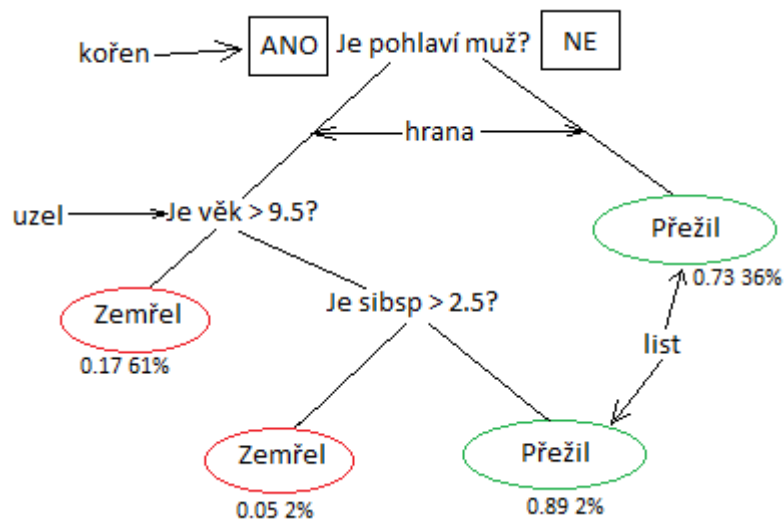 kořen
ANO
Je pohlaví muž?
NE
hrana
uzel
Je věk > 9.5?
Přežil
0.73 36%
Zemřel
0.17 61%
Je sibsp > 2.5?
list
Zemřel
0.05 2%
Přežil
0.89 2%